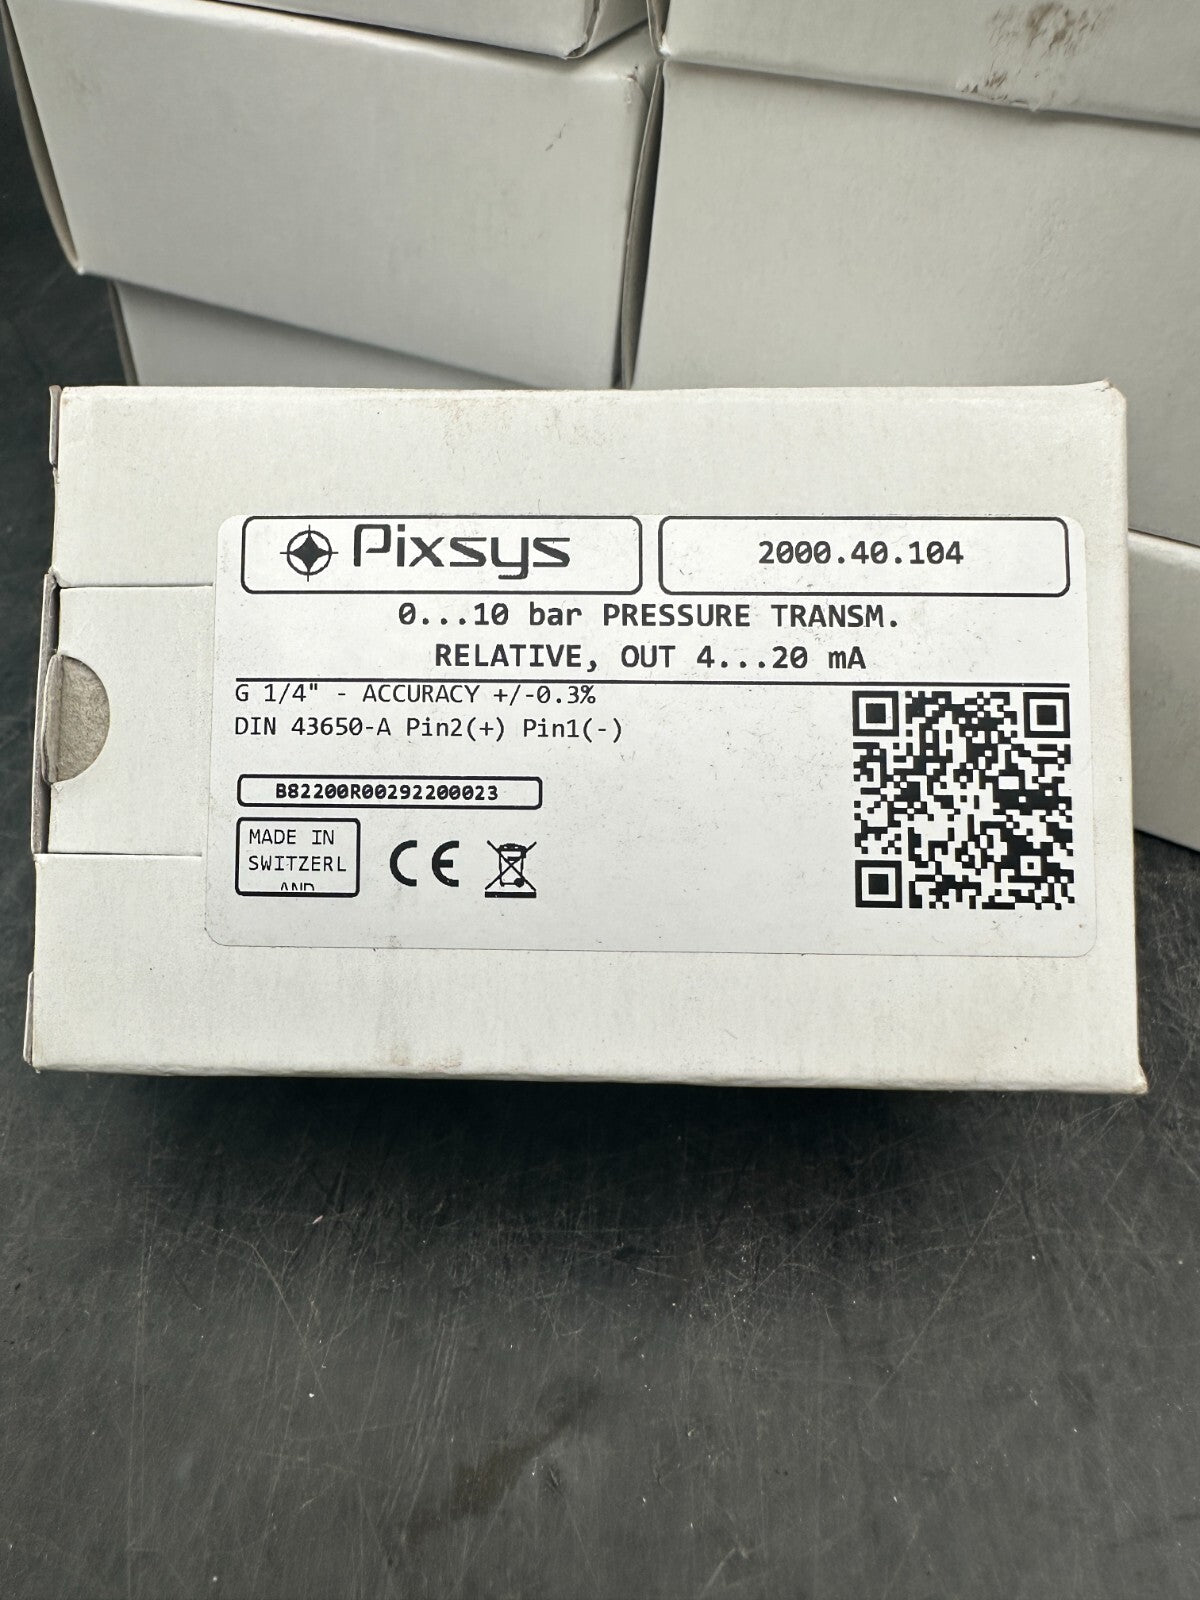 Pixsys
2000.40.104
0...10 bar PRESSURE TRANSM.
RELATIVE, OUT 4...20 mA
G 1/4" - ACCURACY +/-0.3%
DIN 43650-A Pin2(+) Pin1(-)
B82200R00292200023
MADE IN
SWITZERL
AND
CE